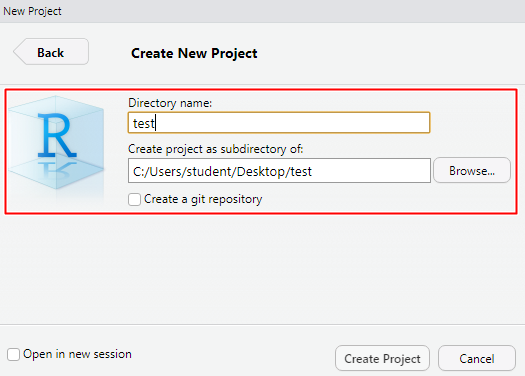 New Project
Back
Create New Project
R
Directory name:
test
Create project as subdirectory of:
C:/Users/student/Desktop/test
Browse...
Create a git repository
Open in new session
Create Project
Cancel